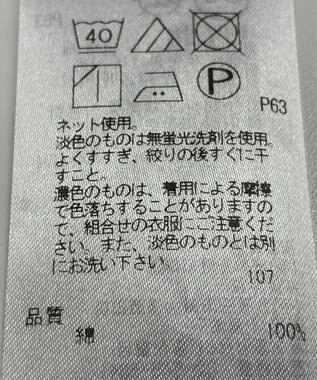 40
P
P63
ネット使用。
淡色のものは無蛍光洗剤を使用。
よくすすぎ、絞りの後すぐに干
すこと。
濃色のものは、着用による摩擦
で色落ちすることがありますの
で、組合せの衣服にご注意くだ
さい。また、淡色のものとは別
にお洗い下さい。
107
品質
綿 100%